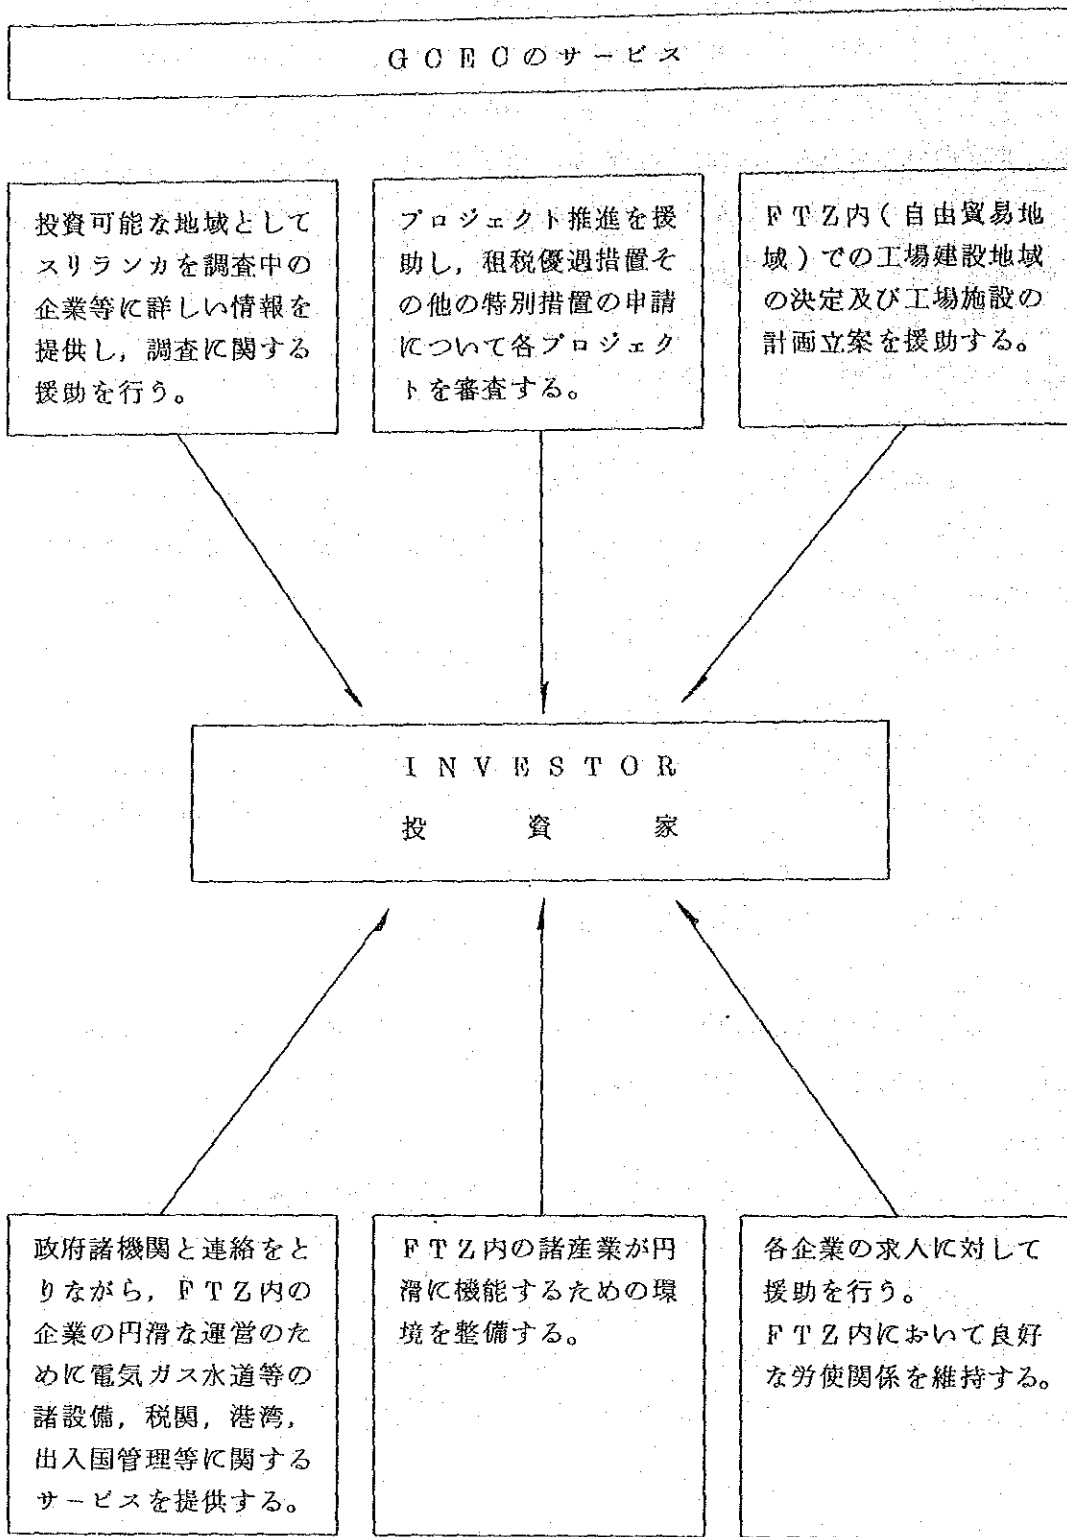 GCECのサービス
投資可能な地域として
スリランカを調査中の
企業等に詳しい情報を
提供し，調査に関する
援助を行う。
プロジェクト推進を援
助し，租税優遇措置そ
の他の特別措置の申請
について各プロジェク
トを審査する。
FTZ内（自由貿易地
域）での工場建設地域
の決定及び工場施設の
計画立案を援助する。
INVESTOR
投資家
政府諸機関と連絡をと
りながら，FTZ内の
企業の円滑な運営のた
めに電気ガス水道等の
諸設備，税関，港湾，
出入国管理等に関する
サービスを提供する。
FTZ内の諸産業が円
滑に機能するための環
境を整備する。
各企業の求人に対して
援助を行う。
FTZ内において良好
な労使関係を維持する。